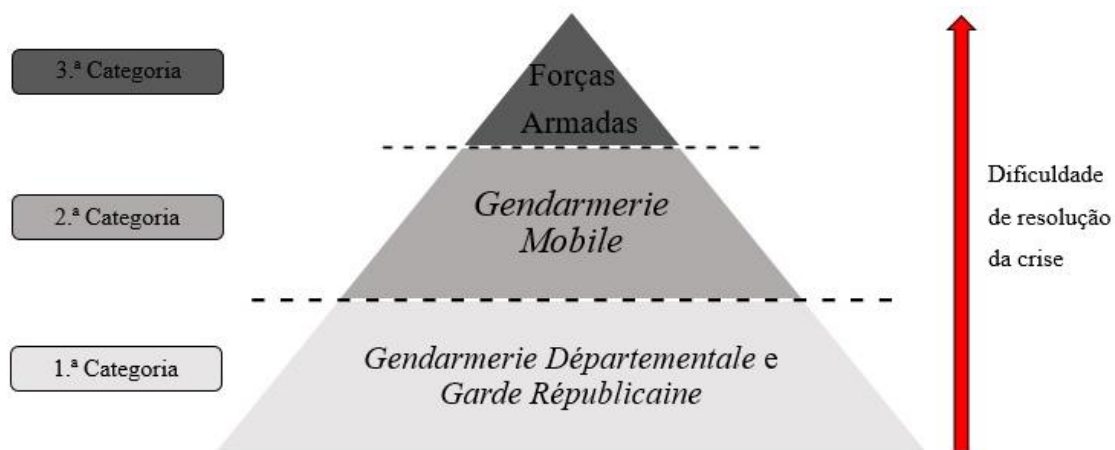 3.ª Categoria
Forças
Armadas
2.ª Categoria
Gendarmerie
Mobile
Dificuldade
de resolução
da crise
1.ª Categoria
Gendarmerie Départementale e
Garde Républicaine